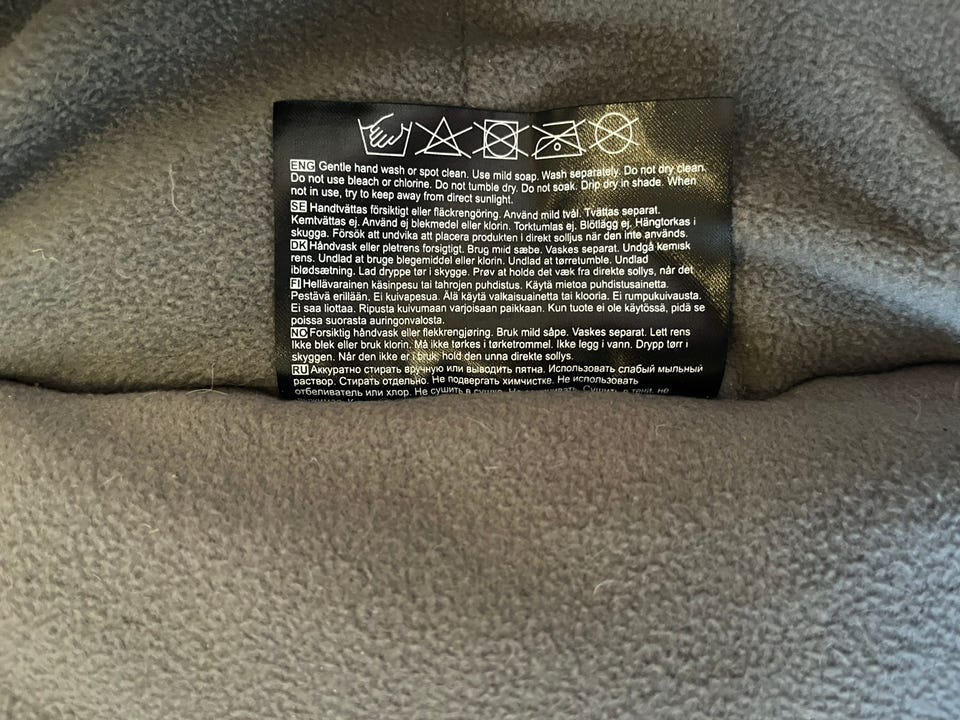 ENG Gentle hand wash or spot clean. Use mild soap. Wash separately. Do not dry clean.
Do not use bleach or chlorine. Do not tumble dry. Do not soak. Drip dry in shade. When
not in use, try to keep away from direct sunlight.
SE Handtvättas försiktigt eller fläckrengöring. Använd mild tvål. Tvättas separat.
Kemtvättas ej. Använd ej blekmedel eller klorin. Torktumlas ej. Blötlägg ej. Hängtorkas i
skugga. Försök att undvika att placera produkten i direkt solljus när den inte används.
DK Håndvask eller pletrens forsigtigt. Brug mild sæbe. Vaskes separat. Undgå kemisk
rens. Undlad at bruge blegemiddel eller klorin. Undlad at tørretumble. Undlad
iblødsætning. Lad dryppe tør i skygge. Prøv at holde det væk fra direkte sollys, når det
FI Hellävarainen käsinpesu tai tahrojen puhdistus. Käytä mietoa puhdistusainetta.
Pestävä erillään. Ei kuivapesua. Älä käytä valkaisuainetta tai klooria. Ei rumpukuivausta.
Ei saa liottaa. Ripusta kuivumaan varjoisaan paikkaan. Kun tuote ei ole käytössä, pidä se
poissa suorasta auringonvalosta.
NO Forsiktig håndvask eller flekkrengjøring. Bruk mild såpe. Vaskes separat. Lett rens
Ikke blek eller bruk klorin. Må ikke tørkes i tørketrommel. Ikke legg i vann. Drypp tørr i
skyggen. Når den ikke er i bruk, hold den unna direkte sollys.
RU Аккуратно стирать вручную или выводить пятна. Использовать слабый мыльный
раствор. Стирать отдельно. Не подвергать химчистке. Не использовать
отбеливатель или хлор. Не сушить в сушке. Сушить в тени. не